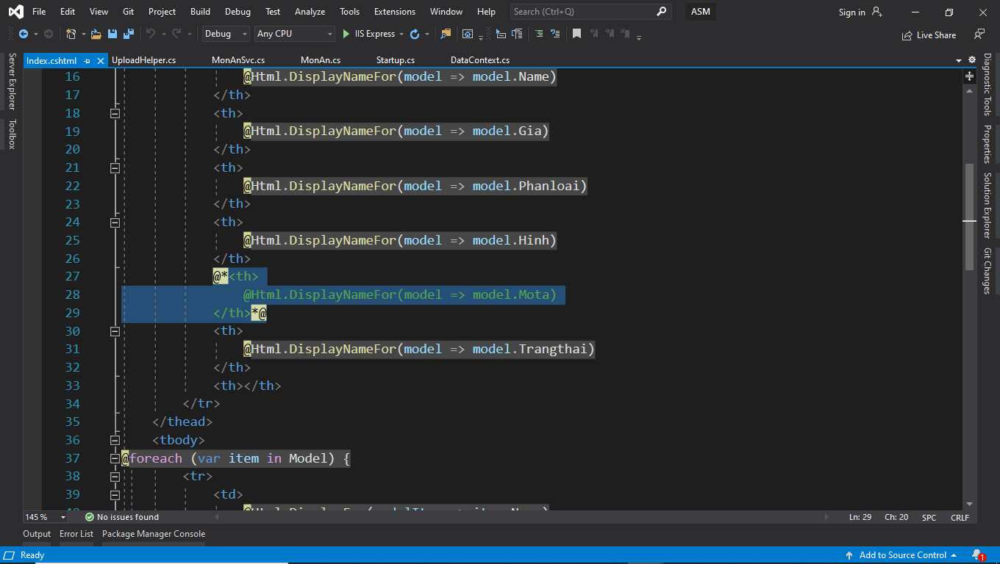 File Edit View Git Project Build Debug Test Analyze Tools Extensions Window Help Search (Ctrl+Q) ASM Sign in
Debug Any CPU IIS Express Live Share
Index.cshtml UploadHelper.cs MonAnSvc.cs MonAn.cs Startup.cs DataContext.cs
Server Explorer
Toolbox
16 @Html.DisplayNameFor(model => model.Name)
17 </th>
18 <th>
19 @Html.DisplayNameFor(model => model.Gia)
20 </th>
21 <th>
22 @Html.DisplayNameFor(model => model.Phanloai)
23 </th>
24 <th>
25 @Html.DisplayNameFor(model => model.Hinh)
26 </th>
27 @*<th>
28 @Html.DisplayNameFor(model => model.Mota)
29 </th>*@
30 <th>
31 @Html.DisplayNameFor(model => model.Trangthai)
32 </th>
33 <th></th>
34 </tr>
35 </thead>
36 <tbody>
37 @foreach (var item in Model) {
38 <tr>
39 <td>
Diagnostic Tools
Properties
Solution Explorer
Git Changes
145 % No issues found Ln: 29 Ch: 20 SPC CRLF
Output Error List Package Manager Console
Ready Add to Source Control 1